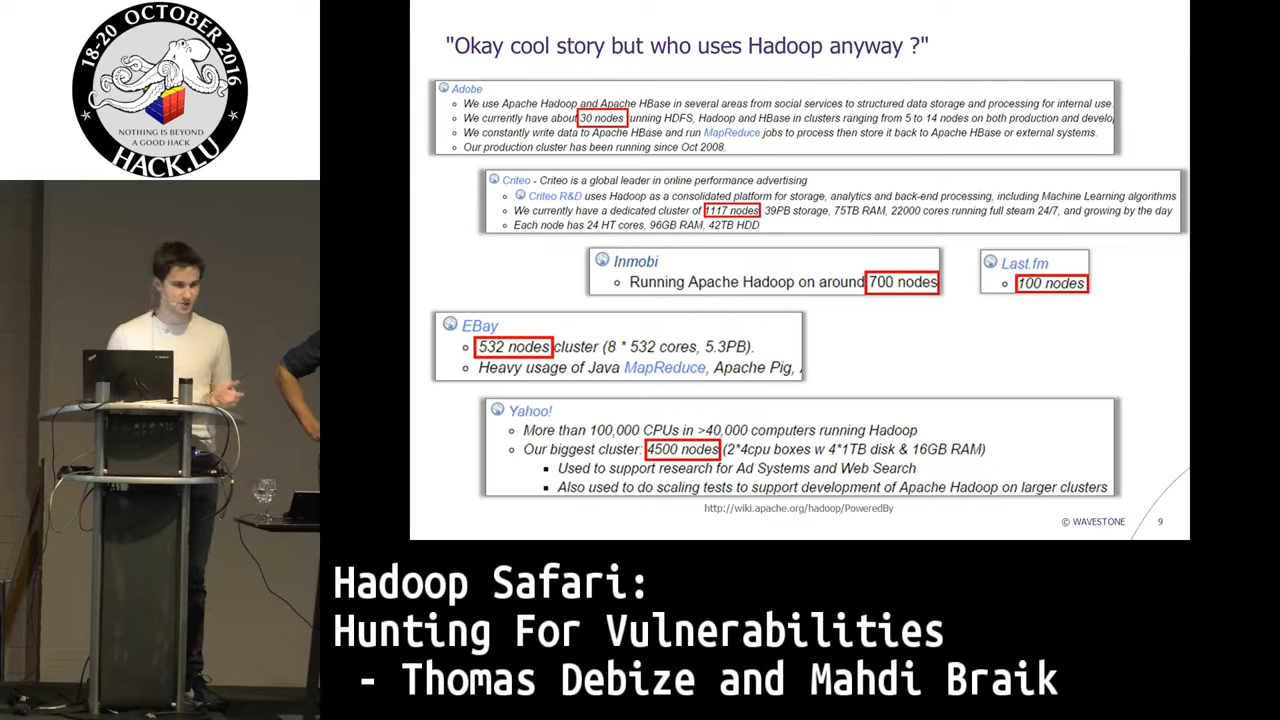 18-20 OCTOBER 2016
NOTHING IS BEYOND
A GOOD HACK
HACK.LU
"Okay cool story but who uses Hadoop anyway ?"
Adobe
We use Apache Hadoop and Apache HBase in several areas from social services to structured data storage and processing for internal use.
We currently have about 30 nodes running HDFS, Hadoop and HBase in clusters ranging from 5 to 14 nodes on both production and develo
We constantly write data to Apache HBase and run MapReduce jobs to process then store it back to Apache HBase or external systems.
Our production cluster has been running since Oct 2008.
Criteo - Criteo is a global leader in online performance advertising
Criteo R&D uses Hadoop as a consolidated platform for storage, analytics and back-end processing, including Machine Learning algorithms
We currently have a dedicated cluster of 1117 nodes, 39PB storage, 75TB RAM, 22000 cores running full steam 24/7, and growing by the day
Each node has 24 HT cores, 96GB RAM, 42TB HDD
Inmobi
Running Apache Hadoop on around 700 nodes
Last.fm
100 nodes
EBay
532 nodes cluster (8 * 532 cores, 5.3PB).
Heavy usage of Java MapReduce, Apache Pig,
Yahoo!
More than 100,000 CPUs in >40,000 computers running Hadoop
Our biggest cluster: 4500 nodes (2*4cpu boxes w 4*1TB disk & 16GB RAM)
Used to support research for Ad Systems and Web Search
Also used to do scaling tests to support development of Apache Hadoop on larger clusters
http://wiki.apache.org/hadoop/PoweredBy
© WAVESTONE 9
Hadoop Safari:
Hunting For Vulnerabilities
- Thomas Debize and Mahdi Braik